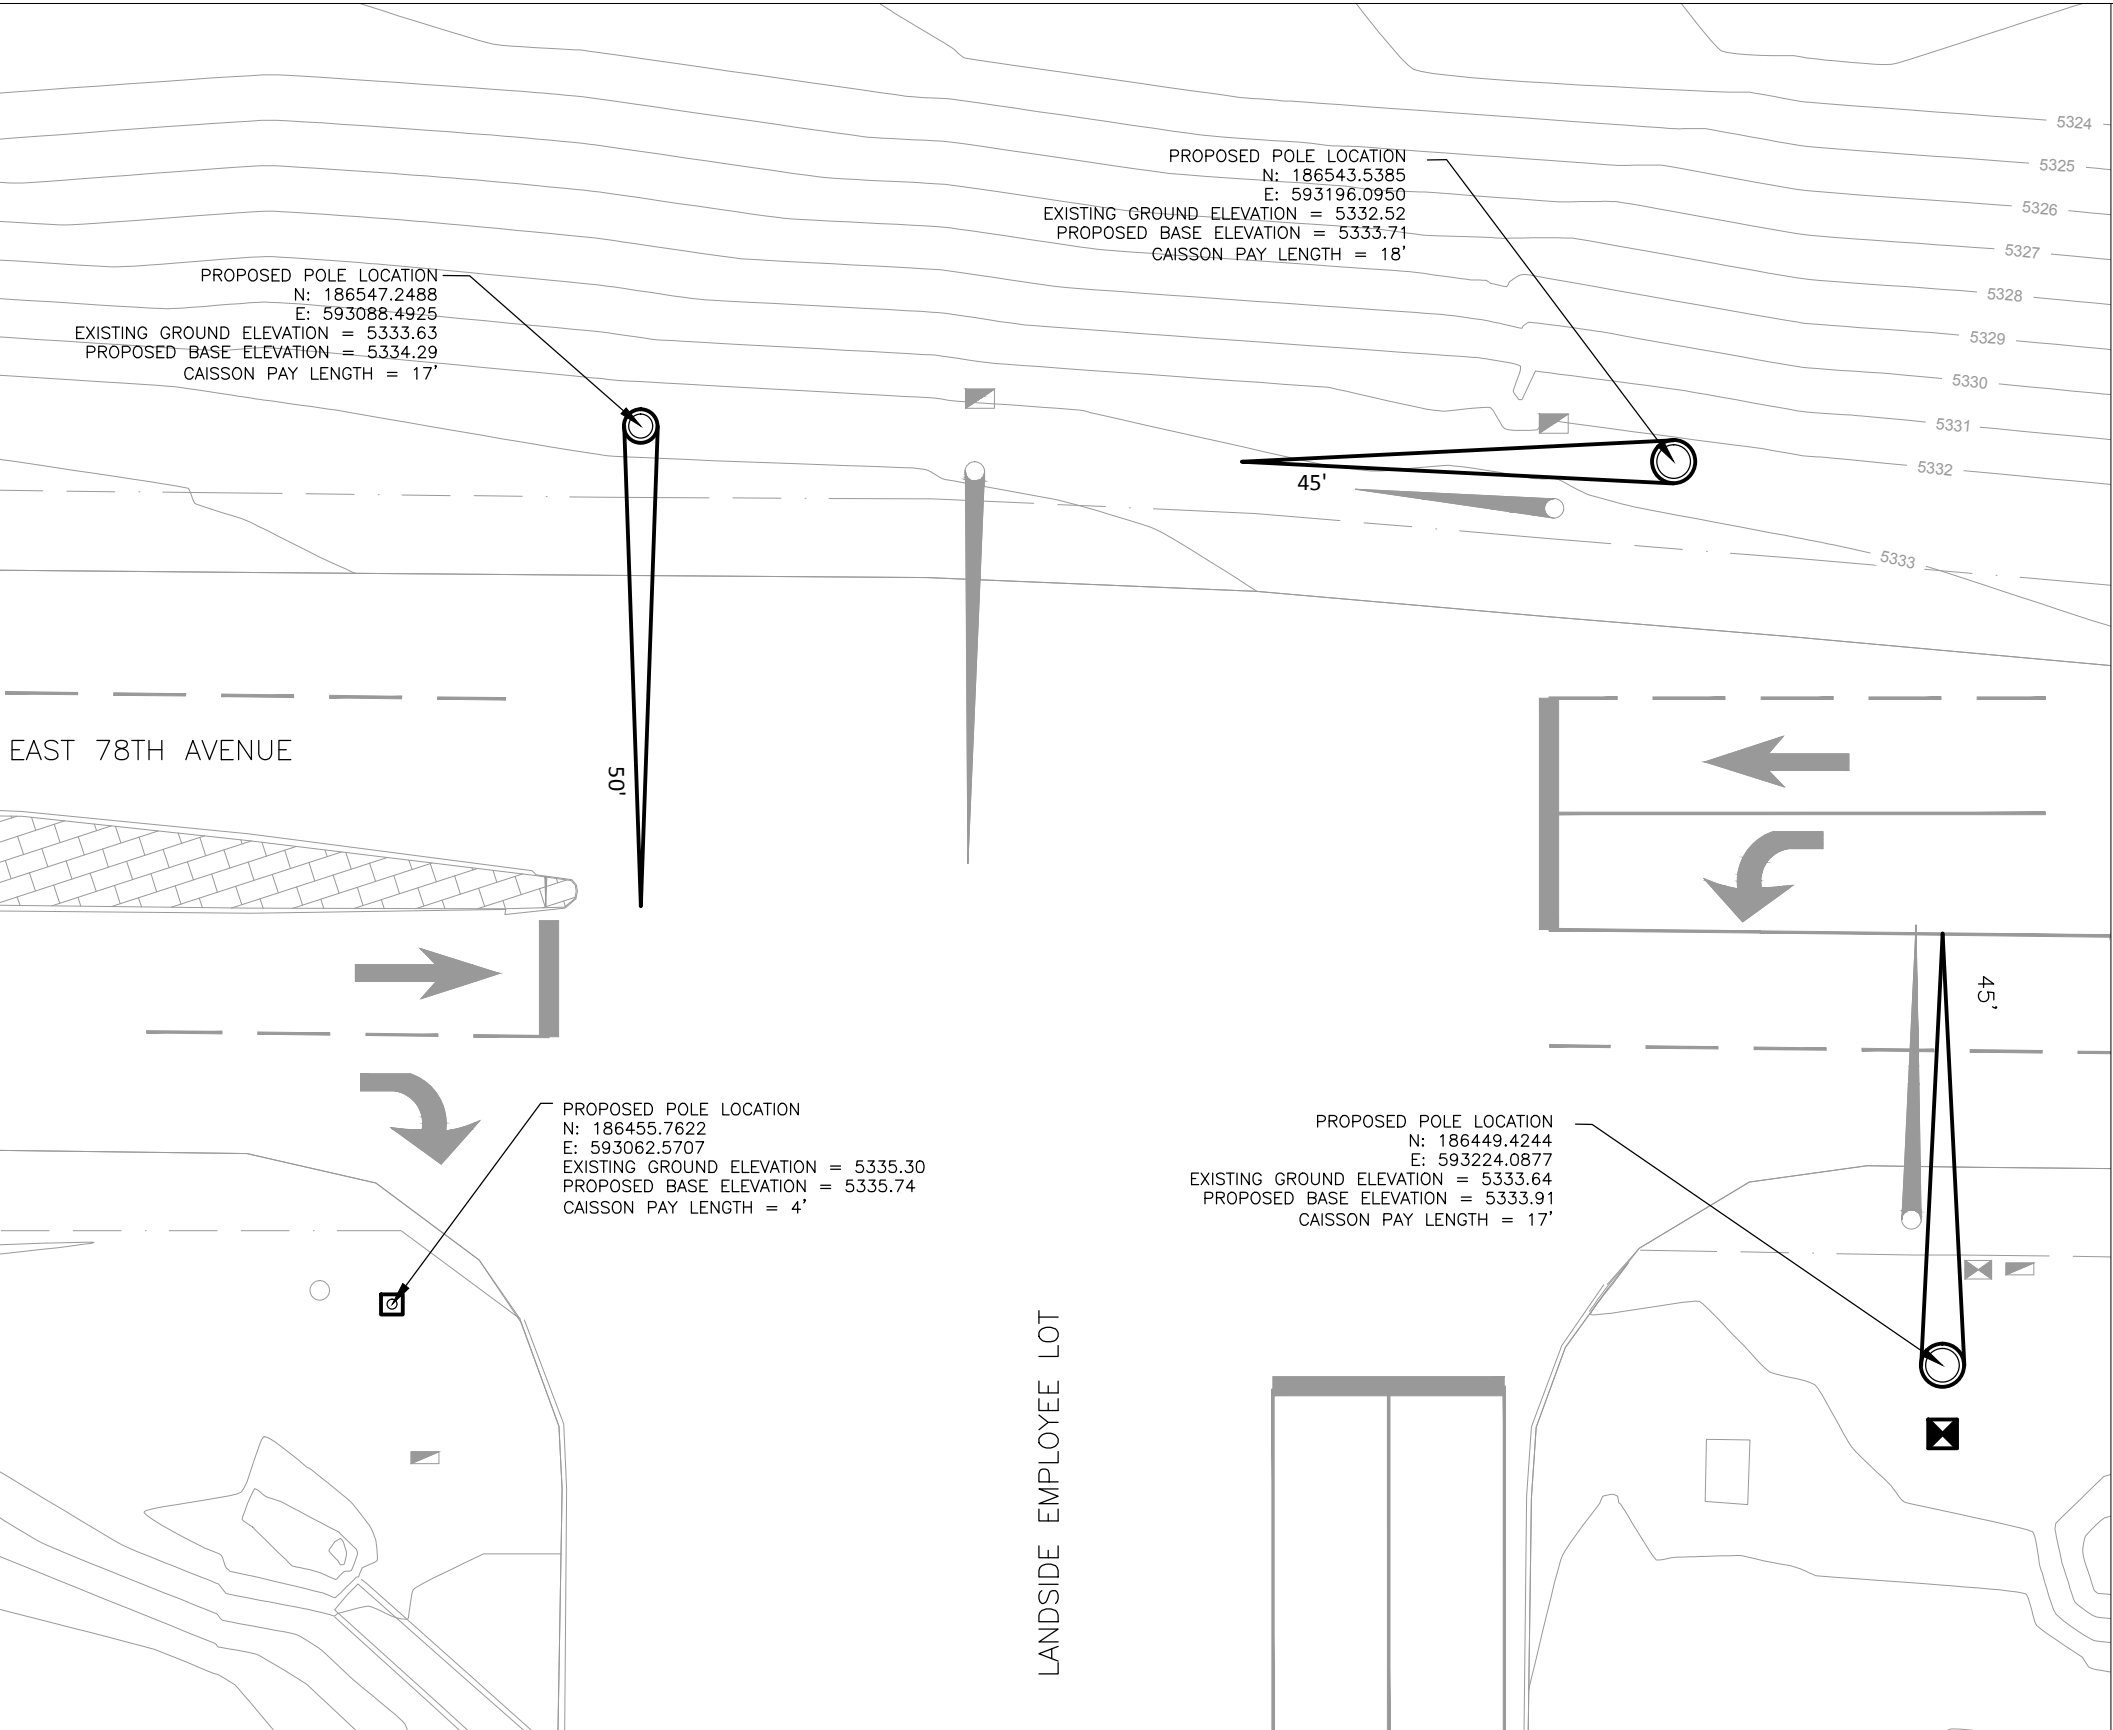 5324
5325
5326
5327
5328
5329
5330
5331
5332
5333
PROPOSED POLE LOCATION
N: 186543.5385
E: 593196.0950
EXISTING GROUND ELEVATION = 5332.52
PROPOSED BASE ELEVATION = 5333.71
CAISSON PAY LENGTH = 18'
PROPOSED POLE LOCATION
N: 186547.2488
E: 593088.4925
EXISTING GROUND ELEVATION = 5333.63
PROPOSED BASE ELEVATION = 5334.29
CAISSON PAY LENGTH = 17'
45'
EAST 78TH AVENUE
50'
45'
PROPOSED POLE LOCATION
N: 186455.7622
E: 593062.5707
EXISTING GROUND ELEVATION = 5335.30
PROPOSED BASE ELEVATION = 5335.74
CAISSON PAY LENGTH = 4'
PROPOSED POLE LOCATION
N: 186449.4244
E: 593224.0877
EXISTING GROUND ELEVATION = 5333.64
PROPOSED BASE ELEVATION = 5333.91
CAISSON PAY LENGTH = 17'
LANDSIDE EMPLOYEE LOT